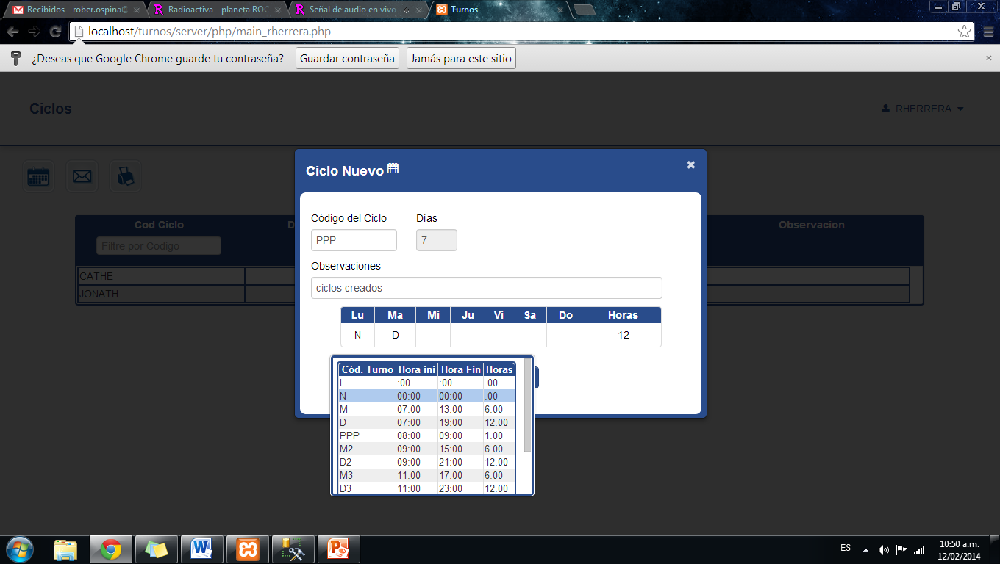 Recibidos - rober.ospina@ Radioactiva - planeta ROC Señal de audio en vivo Turnos
localhost/turnos/server/php/main_rherrera.php
¿Deseas que Google Chrome guarde tu contraseña? Guardar contraseña Jamás para este sitio
Ciclos RHERRERA
Ciclo Nuevo
Cod Ciclo D Observacion
Filtre por Codigo
CATHE
JONATH
Código del Ciclo Días
PPP 7
Observaciones
ciclos creados
Lu Ma Mi Ju Vi Sa Do Horas
N D 12
Cód. Turno Hora ini Hora Fin Horas
L :00 :00 .00
N 00:00 00:00 .00
M 07:00 13:00 6.00
D 07:00 19:00 12.00
PPP 08:00 09:00 1.00
M2 09:00 15:00 6.00
D2 09:00 21:00 12.00
M3 11:00 17:00 6.00
D3 11:00 23:00 12.00
ES 10:50 a.m.
12/02/2014